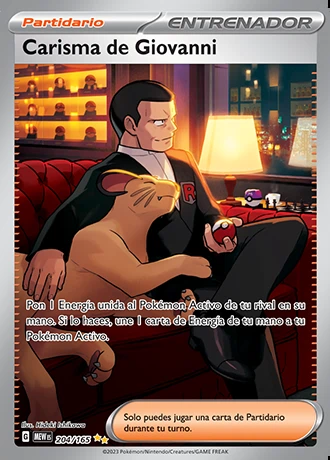 Partidario
ENTRENADOR
Carisma de Giovanni
R
Pon 1 Energía unida al Pokémon Activo de tu rival en su
mano. Si lo haces, une 1 carta de Energía de tu mano a tu
Pokémon Activo.
Ilus. Hideki Ishikawa
Solo puedes jugar una carta de Partidario
durante tu turno.
G MEW ES 204/165
©2023 Pokémon/Nintendo/Creatures/GAME FREAK